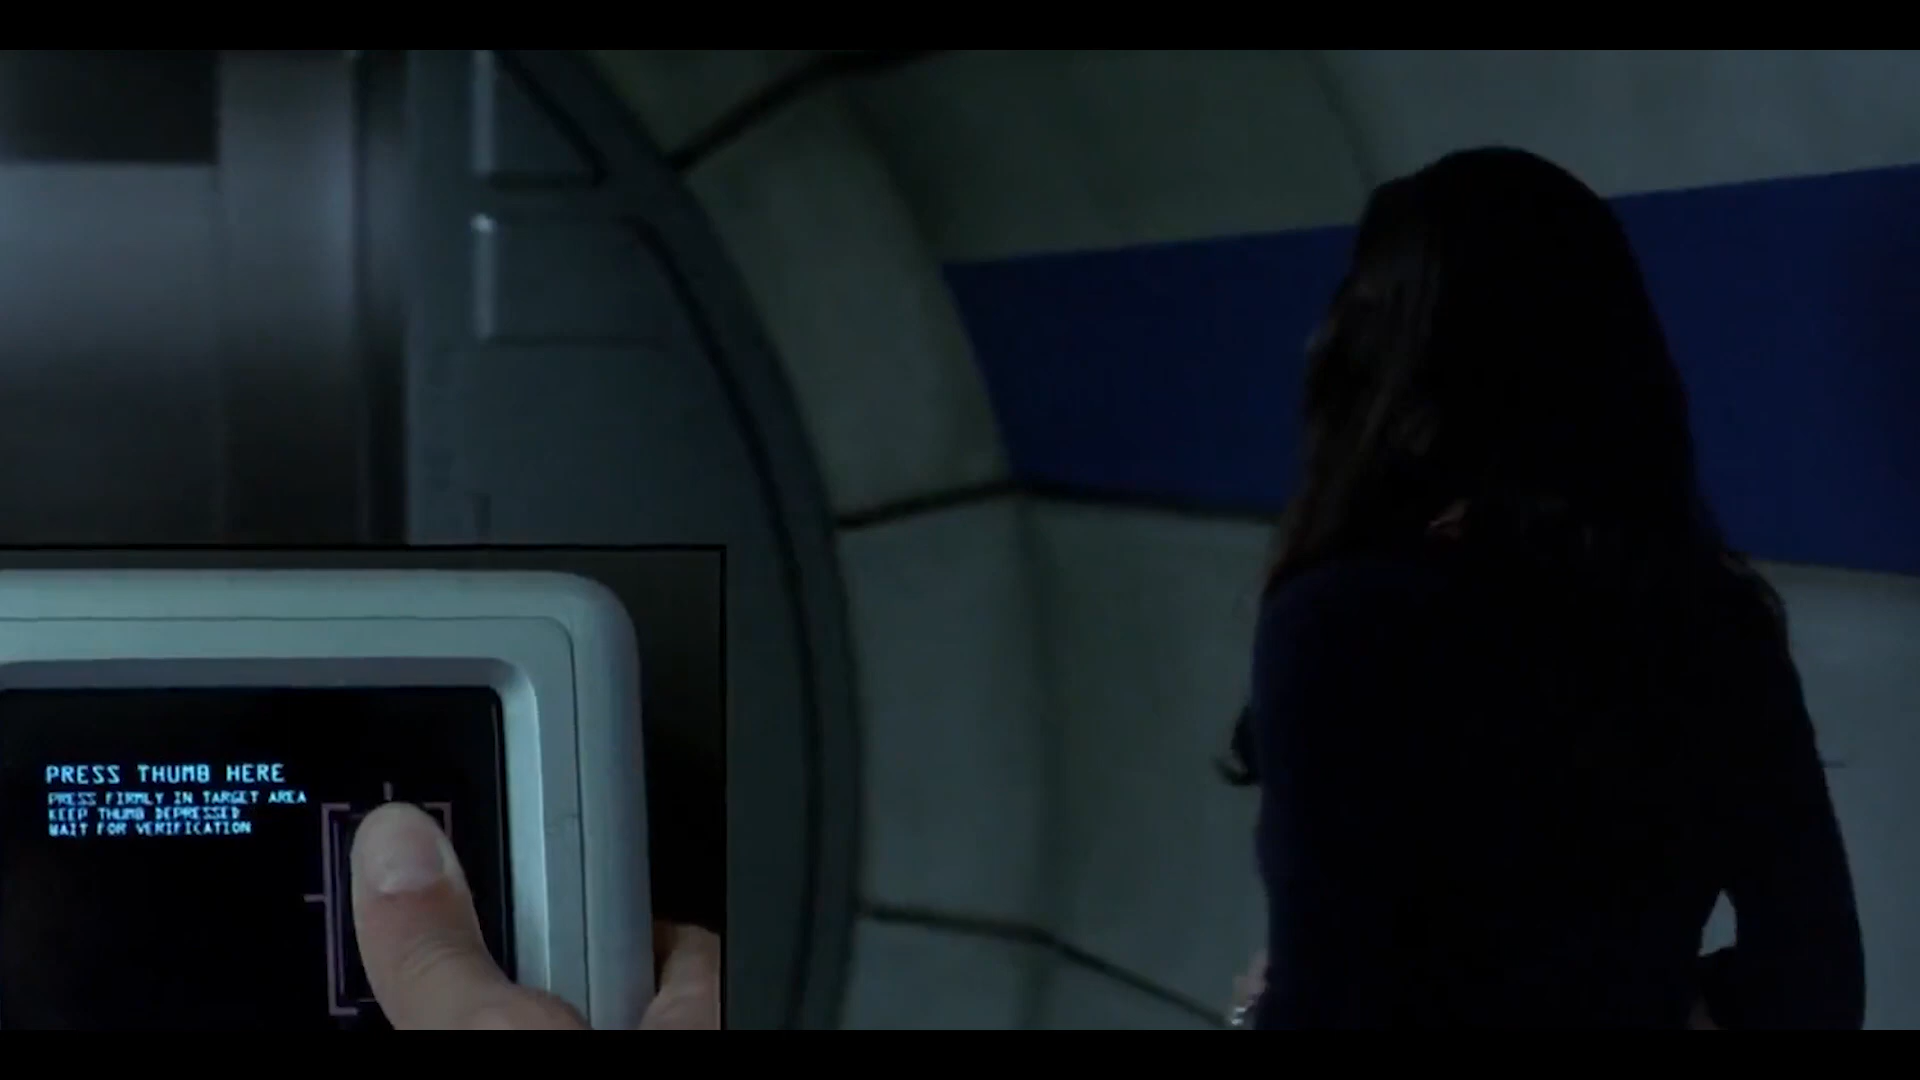 PRESS THUMB HERE
PRESS FIRMLY IN TARGET AREA
KEEP THUMB DEPRESSED
WAIT FOR VERIFICATION